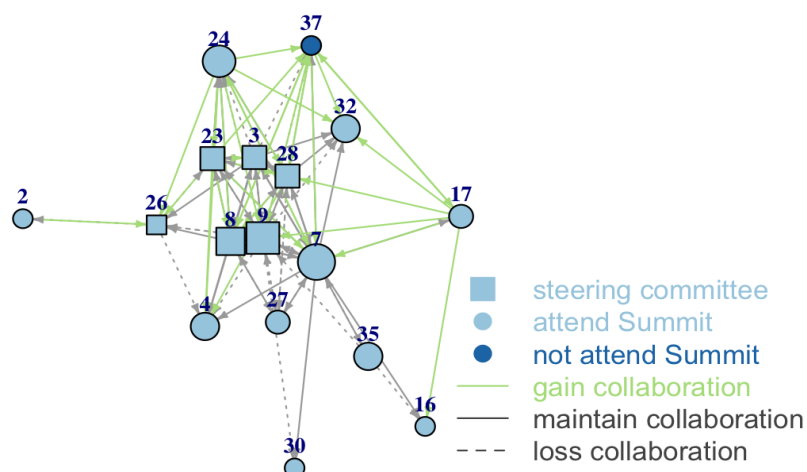 37
24
32
23
3
28
2
26
17
8
9
7
4
27
35
16
30
steering committee
attend Summit
not attend Summit
gain collaboration
maintain collaboration
loss collaboration